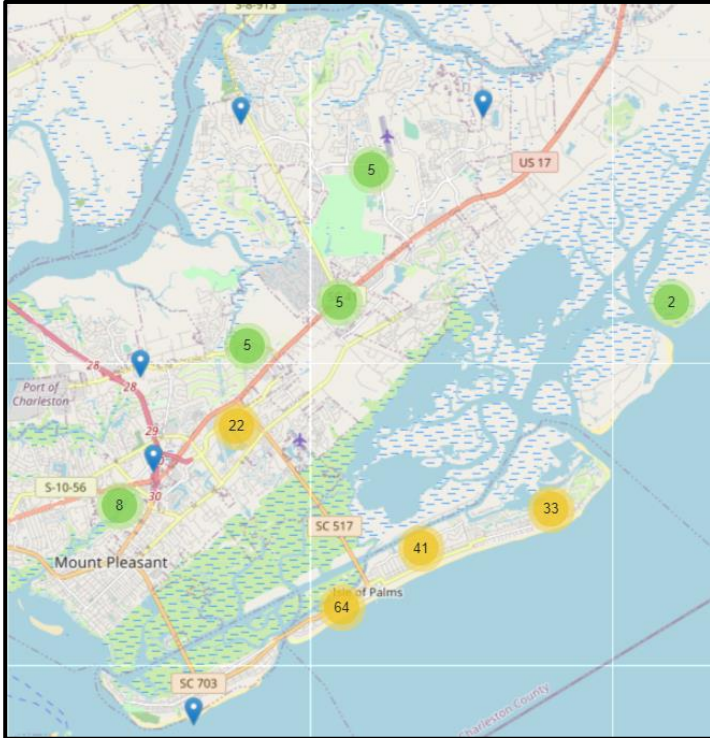 S-8-913
5
US 17
5
2
5
28
Port of
Charleston
28
29
22
S-10-56
30
8
33
SC 517
41
Mount Pleasant
Isle of Palms
64
SC 703
Charleston County